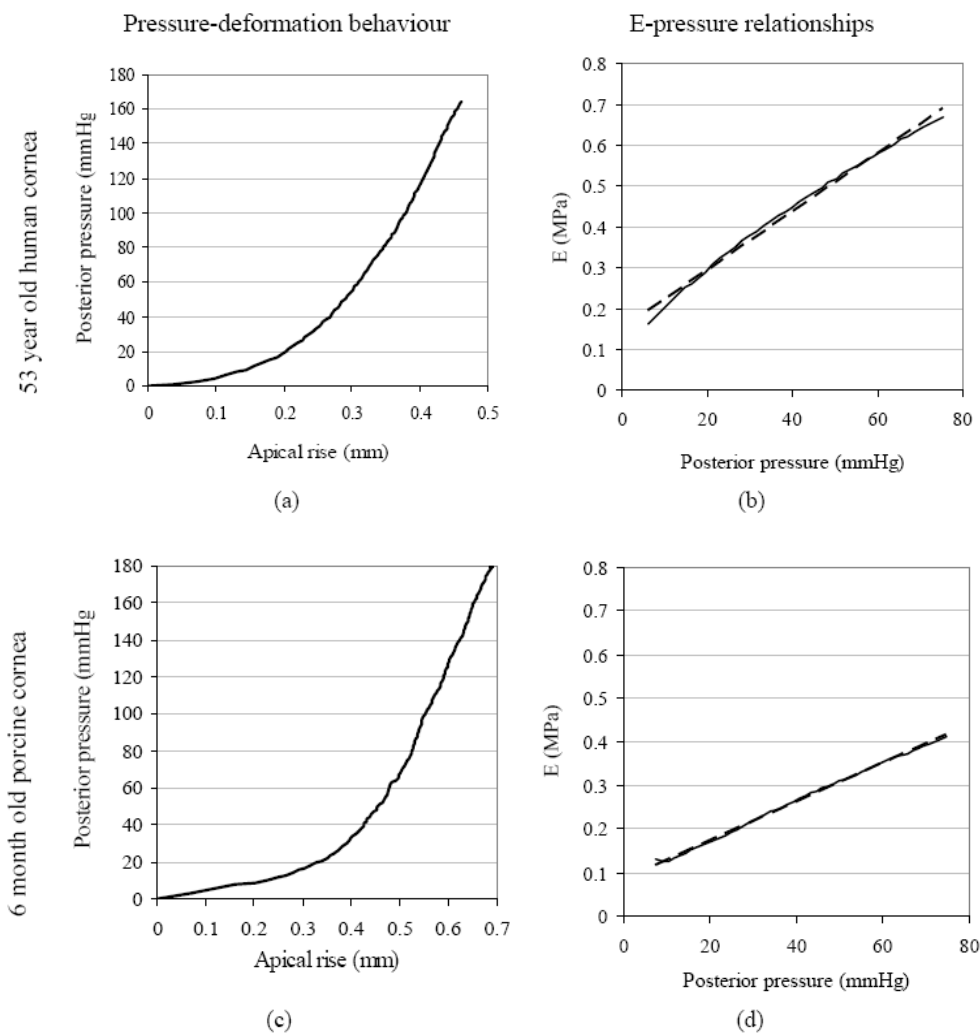 Pressure-deformation behaviour
E-pressure relationships
53 year old human cornea
Posterior pressure (mmHg)
180
160
140
120
100
80
60
40
20
0
0 0.1 0.2 0.3 0.4 0.5
Apical rise (mm)
(a)
E (MPa)
0.8
0.7
0.6
0.5
0.4
0.3
0.2
0.1
0
0 20 40 60 80
Posterior pressure (mmHg)
(b)
6 month old porcine cornea
Posterior pressure (mmHg)
180
160
140
120
100
80
60
40
20
0
0 0.1 0.2 0.3 0.4 0.5 0.6 0.7
Apical rise (mm)
(c)
E (MPa)
0.8
0.7
0.6
0.5
0.4
0.3
0.2
0.1
0
0 20 40 60 80
Posterior pressure (mmHg)
(d)